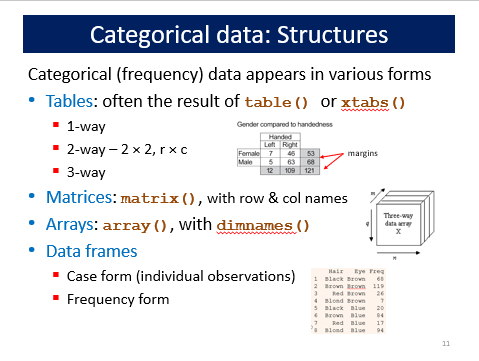 Categorical data: Structures
Categorical (frequency) data appears in various forms
• Tables: often the result of table() or xtabs()
▪ 1-way
▪ 2-way – 2 × 2, r × c
▪ 3-way
Gender compared to handedness
Handed
Left Right
Female 7 46 53
Male 5 63 68
12 109 121
margins
• Matrices: matrix(), with row & col names
• Arrays: array(), with dimnames()
• Data frames
▪ Case form (individual observations)
▪ Frequency form
m
Three-way
data array
X
q
n
Hair Eye Freq
1 Black Brown 68
2 Brown Brown 119
3 Red Brown 26
4 Blond Brown 7
5 Black Blue 20
6 Brown Blue 84
7 Red Blue 17
8 Blond Blue 94
11